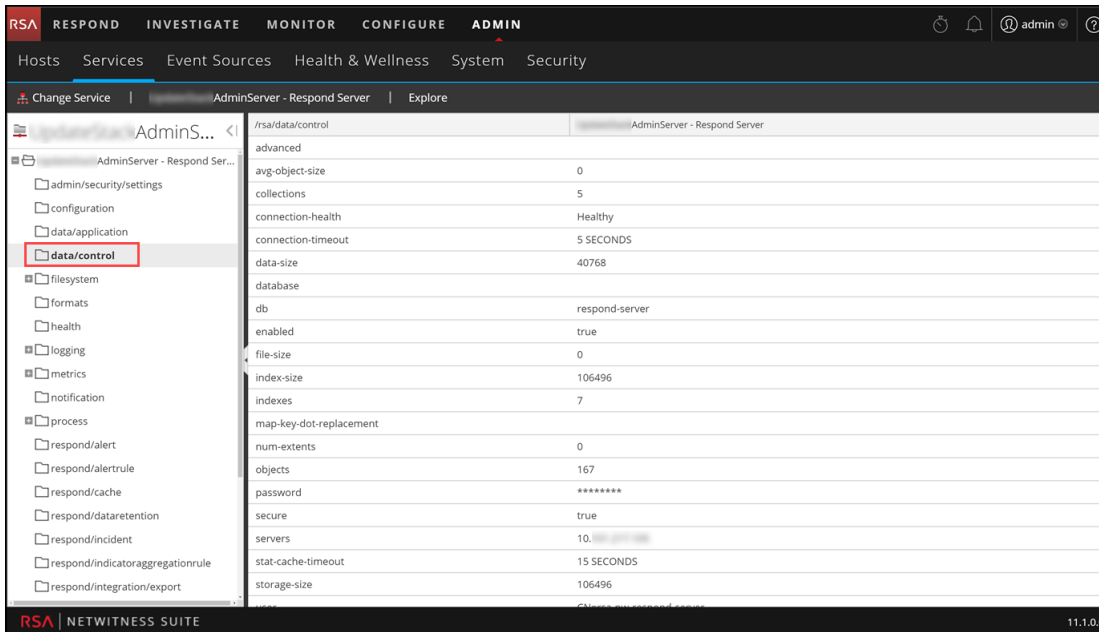 RSA RESPOND INVESTIGATE MONITOR CONFIGURE ADMIN admin
Hosts Services Event Sources Health & Wellness System Security
Change Service | AdminServer - Respond Server | Explore
AdminS...
AdminServer - Respond Ser...
admin/security/settings
configuration
data/application
data/control
filesystem
formats
health
logging
metrics
notification
process
respond/alert
respond/alertrule
respond/cache
respond/dataretention
respond/incident
respond/indicatoraggregationrule
respond/integration/export
/rsa/data/control AdminServer - Respond Server
advanced
avg-object-size 0
collections 5
connection-health Healthy
connection-timeout 5 SECONDS
data-size 40768
database
db respond-server
enabled true
file-size 0
index-size 106496
indexes 7
map-key-dot-replacement
num-extents 0
objects 167
password ********
secure true
servers 10.
stat-cache-timeout 15 SECONDS
storage-size 106496
RSA | NETWITNESS SUITE
11.1.0.